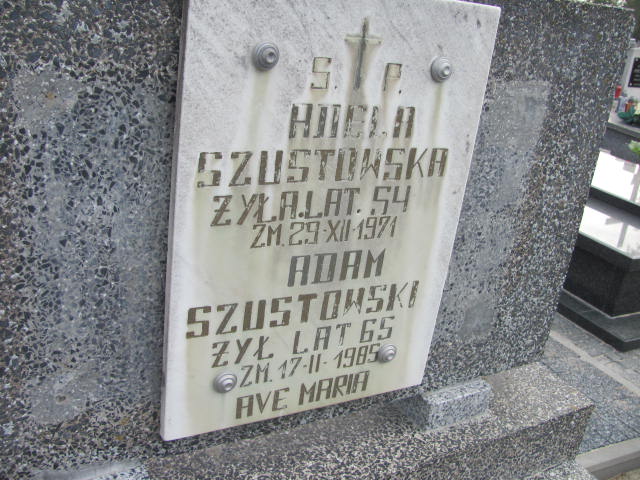 S. P.
ADELA
SZUSTOWSKA
ŻYŁA.LAT. 54
ZM.29-XII-1971
ADAM
SZUSTOWSKI
ŻYŁ LAT 65
ZM.17-II-1985
AVE MARIA